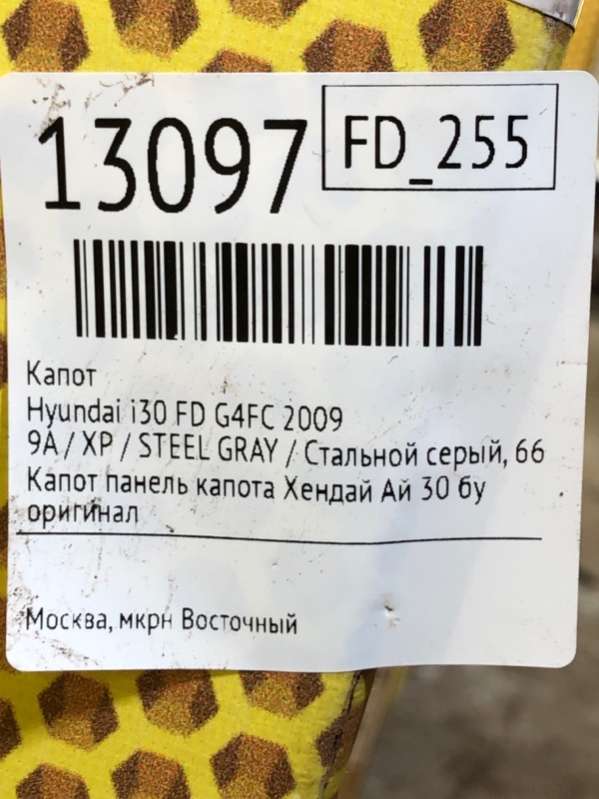 13097
FD_255
Капот
Hyundai i30 FD G4FC 2009
9A / XP / STEEL GRAY / Стальной серый, 66
Капот панель капота Хендай Ай 30 бу
оригинал
Москва, мкрн Восточный